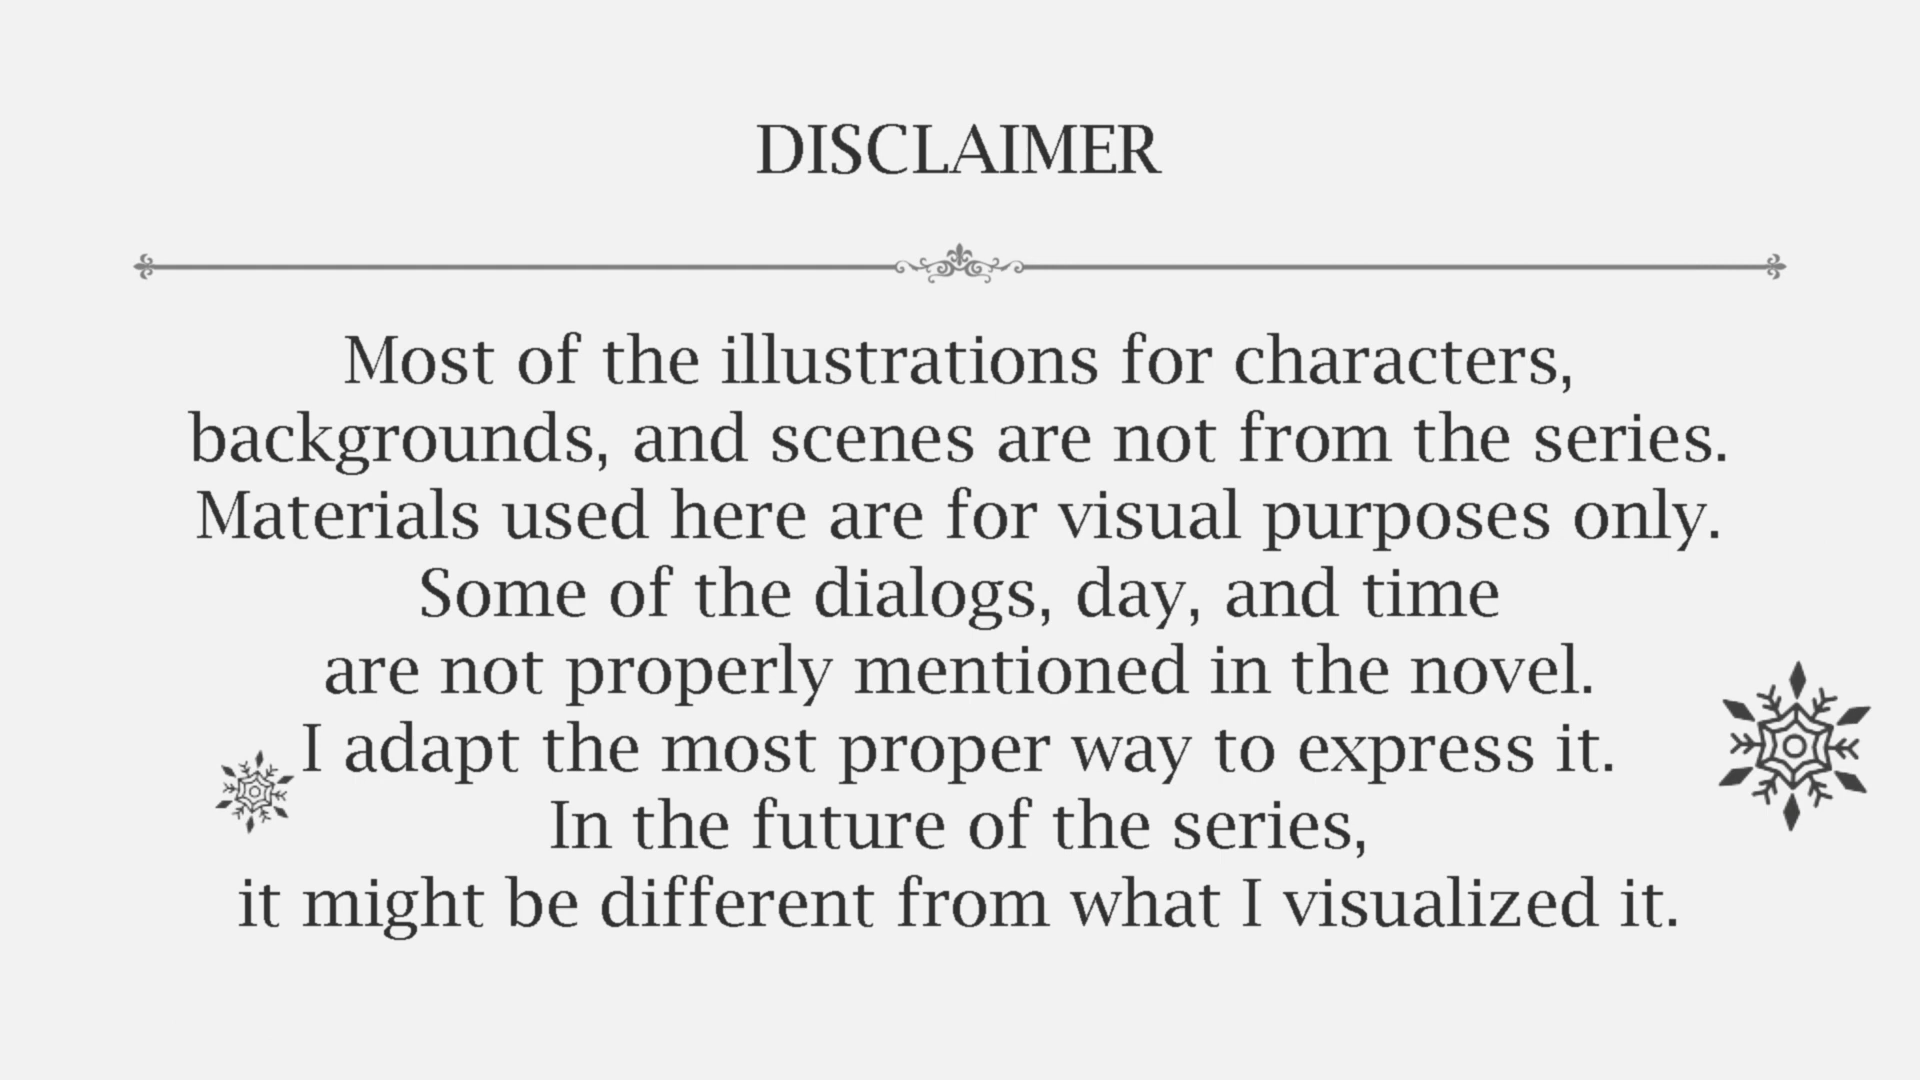 DISCLAIMER
Most of the illustrations for characters,
backgrounds, and scenes are not from the series.
Materials used here are for visual purposes only.
Some of the dialogs, day, and time
are not properly mentioned in the novel.
I adapt the most proper way to express it.
In the future of the series,
it might be different from what I visualized it.